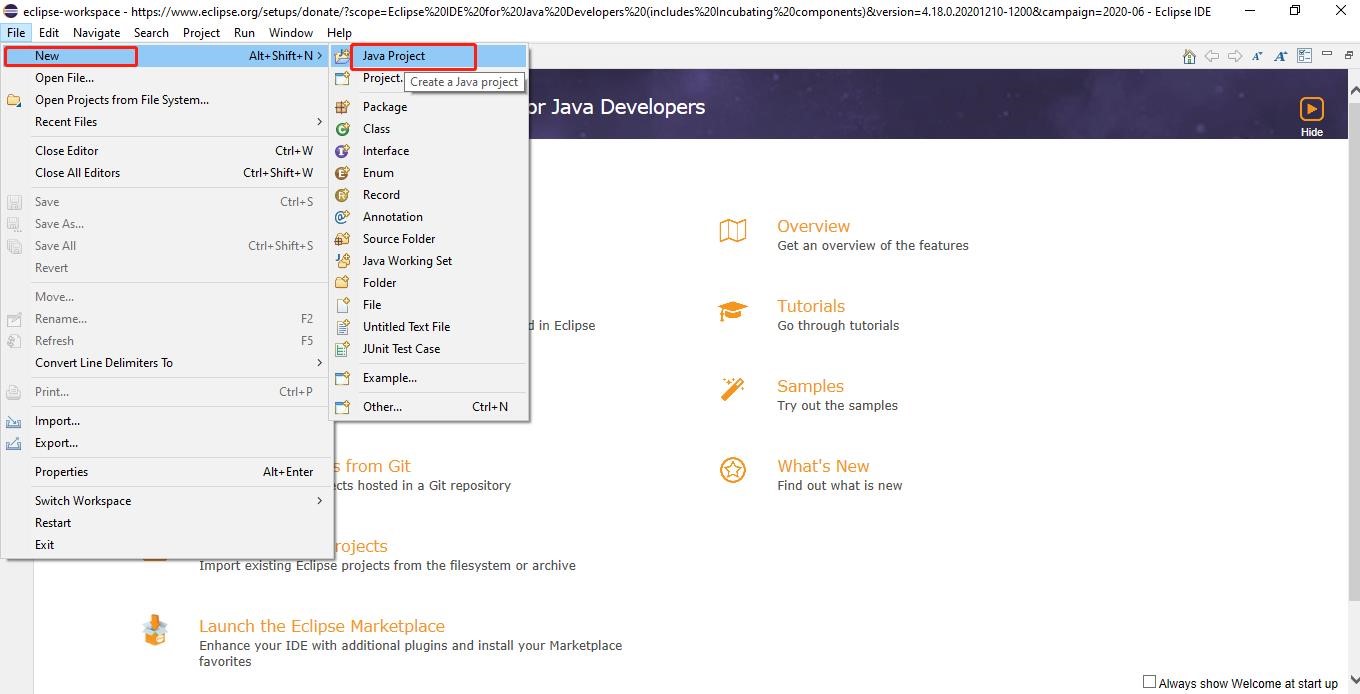 eclipse-workspace - https://www.eclipse.org/setups/donate/?scope=Eclipse%20IDE%20for%20Java%20Developers%20(includes%20Incubating%20components)&version=4.18.0.20201210-1200&campaign=2020-06 - Eclipse IDE
File Edit Navigate Search Project Run Window Help
New Alt+Shift+N >
Open File...
Open Projects from File System...
Recent Files >
Close Editor Ctrl+W
Close All Editors Ctrl+Shift+W
Save Ctrl+S
Save As...
Save All Ctrl+Shift+S
Revert
Move...
Rename... F2
Refresh F5
Convert Line Delimiters To >
Print... Ctrl+P
Import...
Export...
Properties Alt+Enter
Switch Workspace >
Restart
Exit
Java Project
Project..
Create a Java project
Package
Class
Interface
Enum
Record
Annotation
Source Folder
Java Working Set
Folder
File
Untitled Text File
JUnit Test Case
Example...
Other... Ctrl+N
or Java Developers
Hide
d in Eclipse
s from Git
cts hosted in a Git repository
rojects
Import existing Eclipse projects from the filesystem or archive
Launch the Eclipse Marketplace
Enhance your IDE with additional plugins and install your Marketplace
favorites
Overview
Get an overview of the features
Tutorials
Go through tutorials
Samples
Try out the samples
What's New
Find out what is new
Always show Welcome at start up